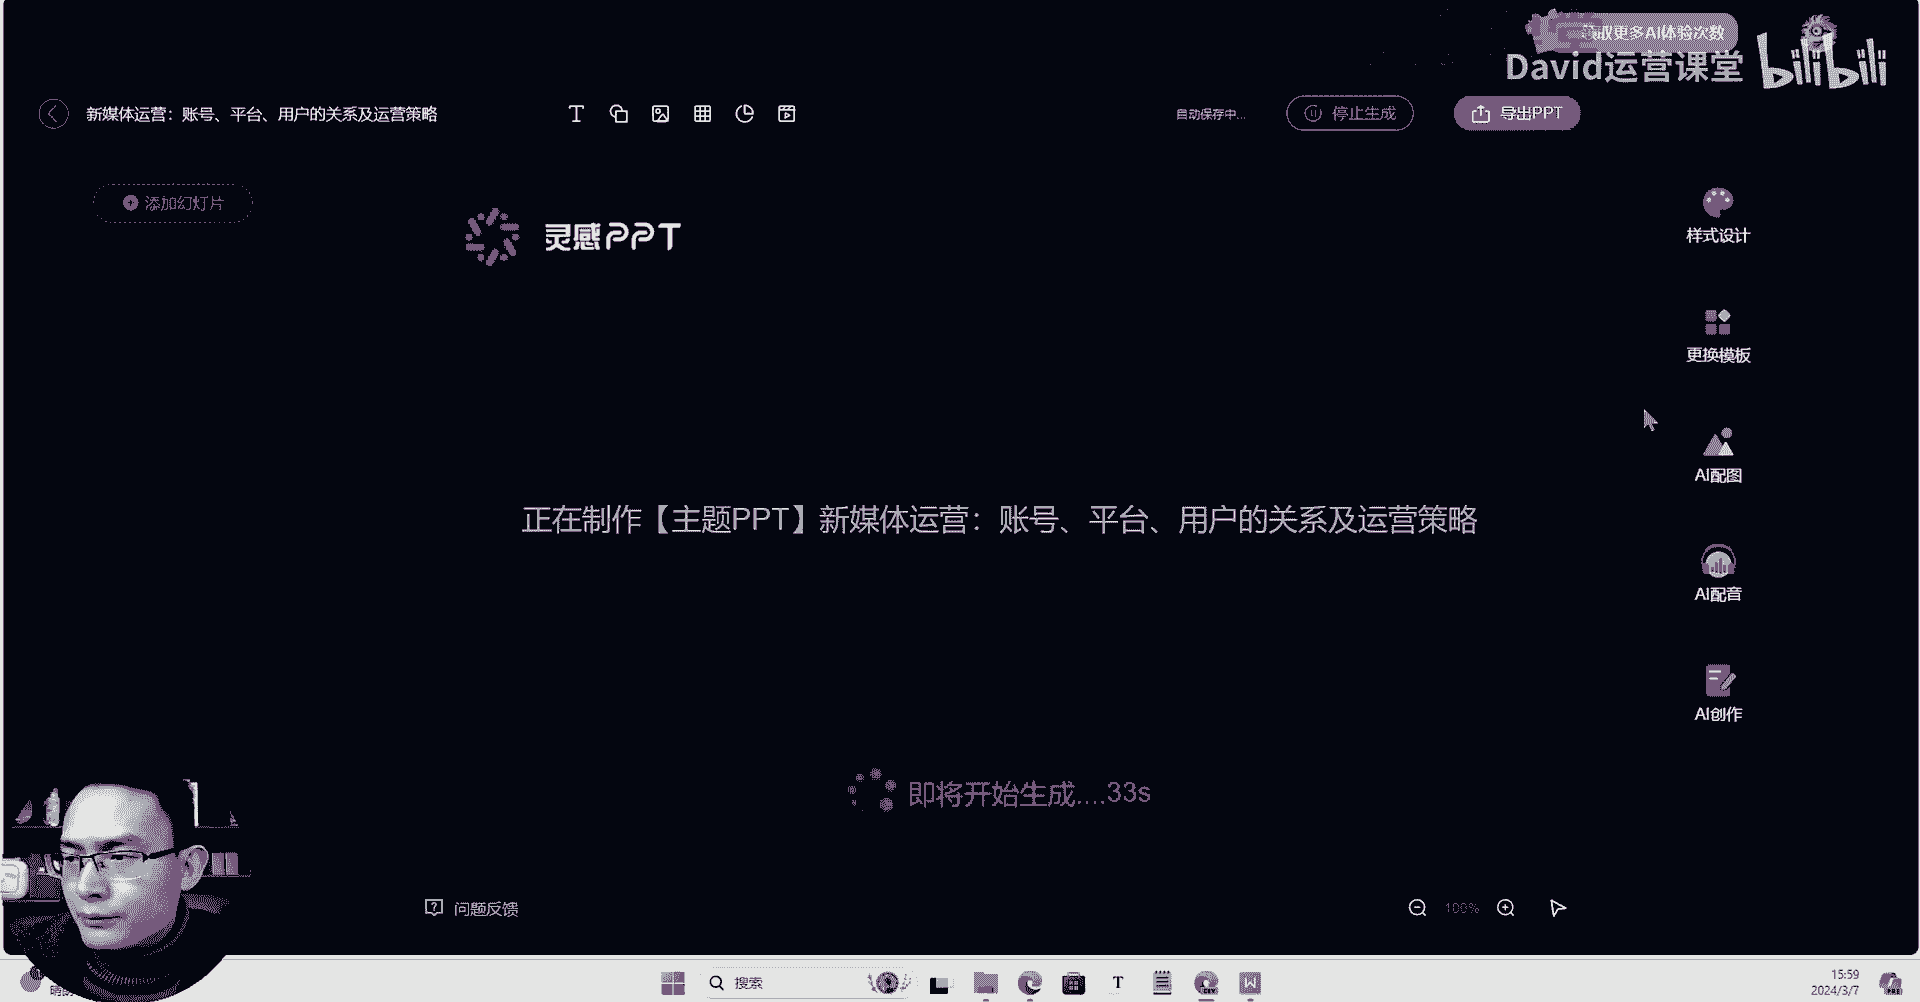 取更多AI体验次数
David运营课堂 bilibili
新媒体运营：账号、平台、用户的关系及运营策略
自动保存中...
停止生成
导出PPT
添加幻灯片
灵感PPT
样式设计
更换模板
AI配图
正在制作【主题PPT】新媒体运营：账号、平台、用户的关系及运营策略
AI配音
AI创作
即将开始生成....33s
问题反馈
100%
搜索
15:59
2024/3/7